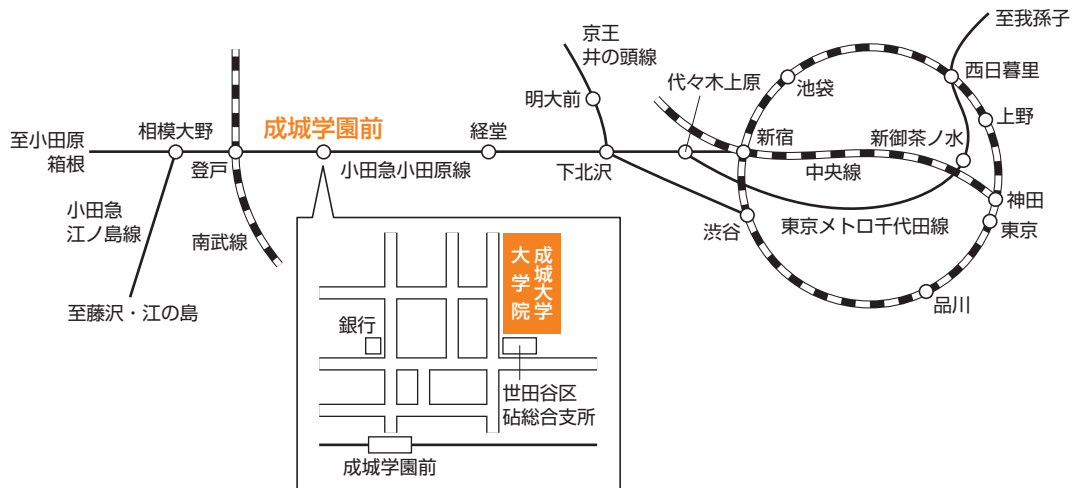 至我孫子
京王
井の頭線
西日暮里
代々木上原
池袋
明大前
上野
相模大野
成城学園前
経堂
新宿
新御茶ノ水
至小田原
箱根
登戸
小田急小田原線
下北沢
中央線
神田
小田急
江ノ島線
南武線
渋谷
東京メトロ千代田線
東京
成城大学
大学院
至藤沢・江の島
銀行
品川
世田谷区
砧総合支所
成城学園前